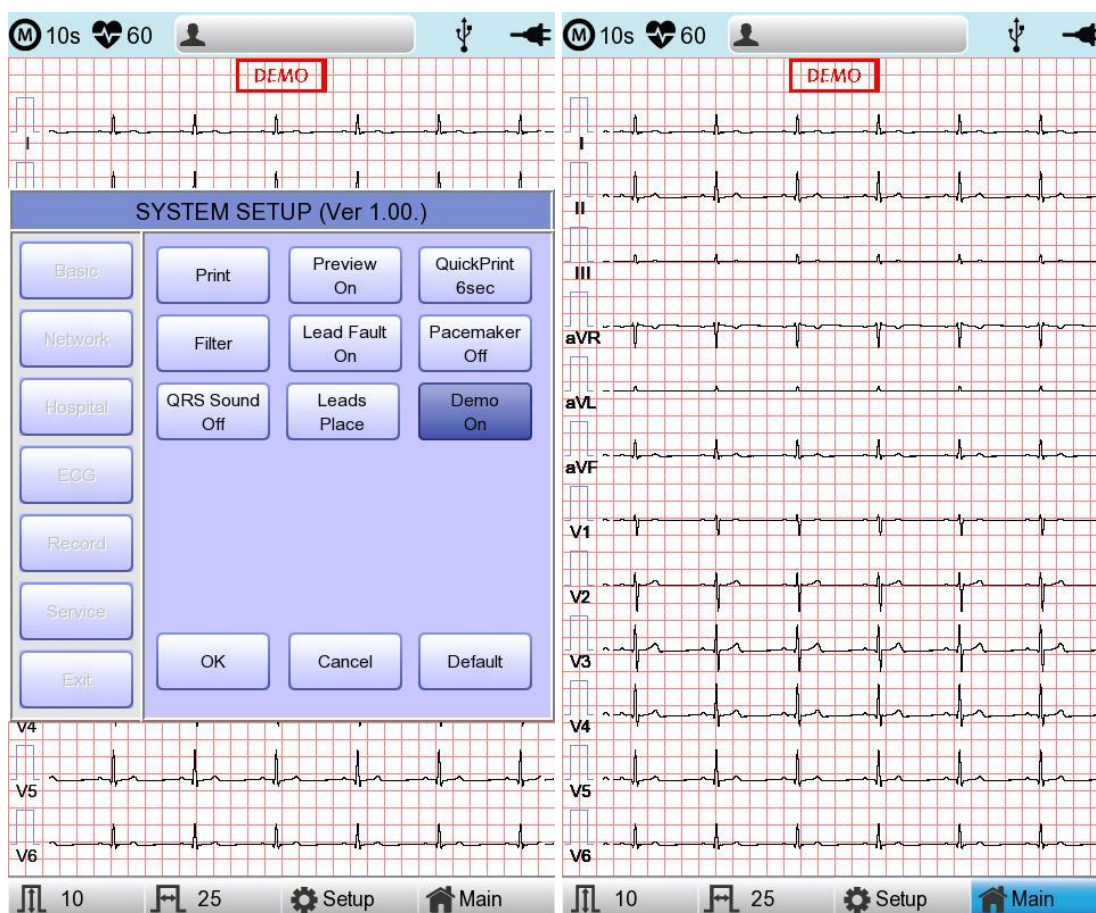 M 10s 60
DEMO
I
SYSTEM SETUP (Ver 1.00.)
Basic
Network
Hospital
ECG
Record
Service
Exit
Print
Preview
On
QuickPrint
6sec
Filter
Lead Fault
On
Pacemaker
Off
QRS Sound
Off
Leads
Place
Demo
On
OK
Cancel
Default
V4
V5
V6
10 25 Setup Main
M 10s 60
DEMO
I
II
III
aVR
aVL
aVF
V1
V2
V3
V4
V5
V6
10 25 Setup Main